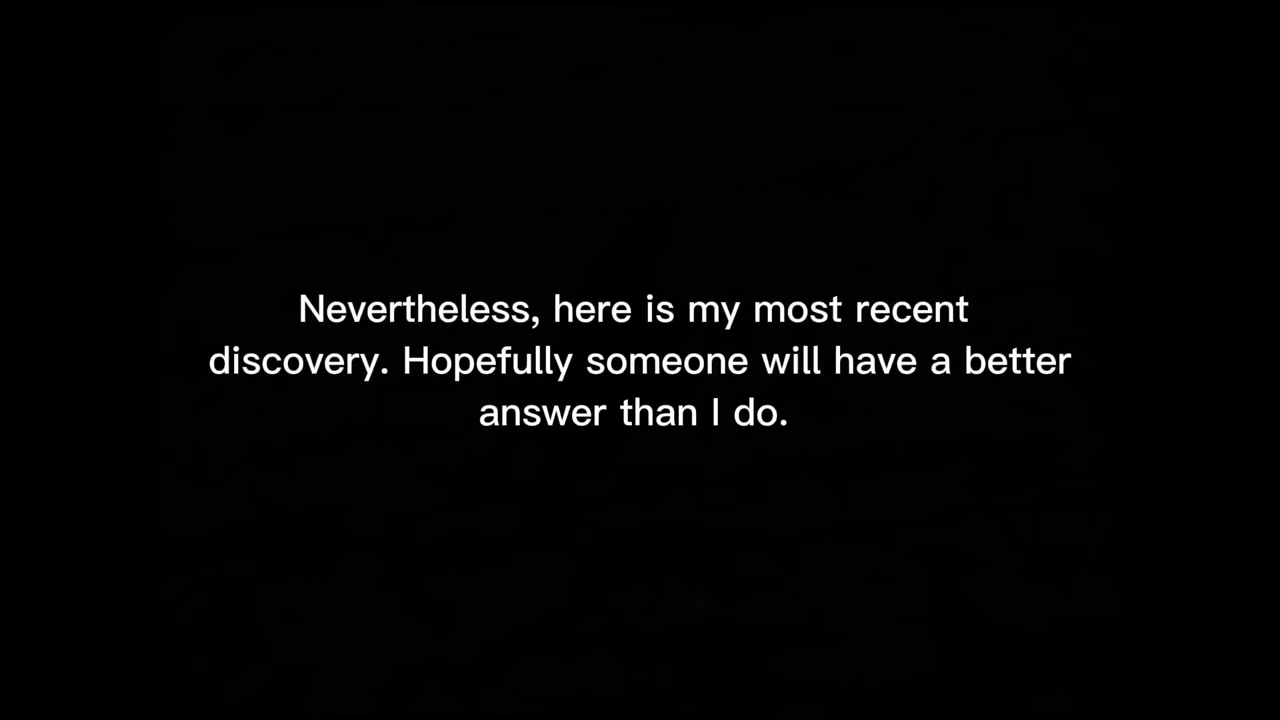 Nevertheless, here is my most recent
discovery. Hopefully someone will have a better
answer than I do.